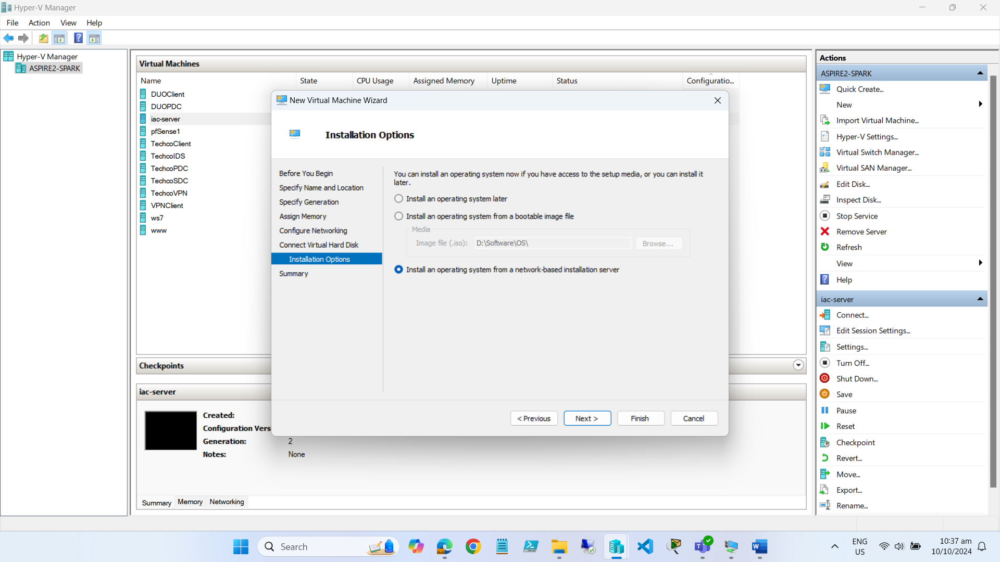 Hyper-V Manager
File Action View Help
Hyper-V Manager
ASPIRE2-SPARK
Virtual Machines
Name State CPU Usage Assigned Memory Uptime Status Configuratio...
DUOClient
DUOPDC
iac-server
pfSense1
TechcoClient
TechcoIDS
TechcoPDC
TechcoSDC
TechcoVPN
VPNClient
ws7
www
Checkpoints
iac-server
Created:
Configuration Vers
Generation: 2
Notes: None
Summary Memory Networking
New Virtual Machine Wizard
Installation Options
Before You Begin
Specify Name and Location
Specify Generation
Assign Memory
Configure Networking
Connect Virtual Hard Disk
Installation Options
Summary
You can install an operating system now if you have access to the setup media, or you can install it
later.
Install an operating system later
Install an operating system from a bootable image file
Media
Image file (.iso): D:\Software\OS\ Browse...
Install an operating system from a network-based installation server
< Previous Next > Finish Cancel
Actions
ASPIRE2-SPARK
Quick Create...
New
Import Virtual Machine...
Hyper-V Settings...
Virtual Switch Manager...
Virtual SAN Manager...
Edit Disk...
Inspect Disk...
Stop Service
Remove Server
Refresh
View
Help
iac-server
Connect...
Edit Session Settings...
Settings...
Turn Off...
Shut Down...
Save
Pause
Reset
Checkpoint
Revert...
Move...
Export...
Rename...
Search
ENG
US
10:37 am
10/10/2024